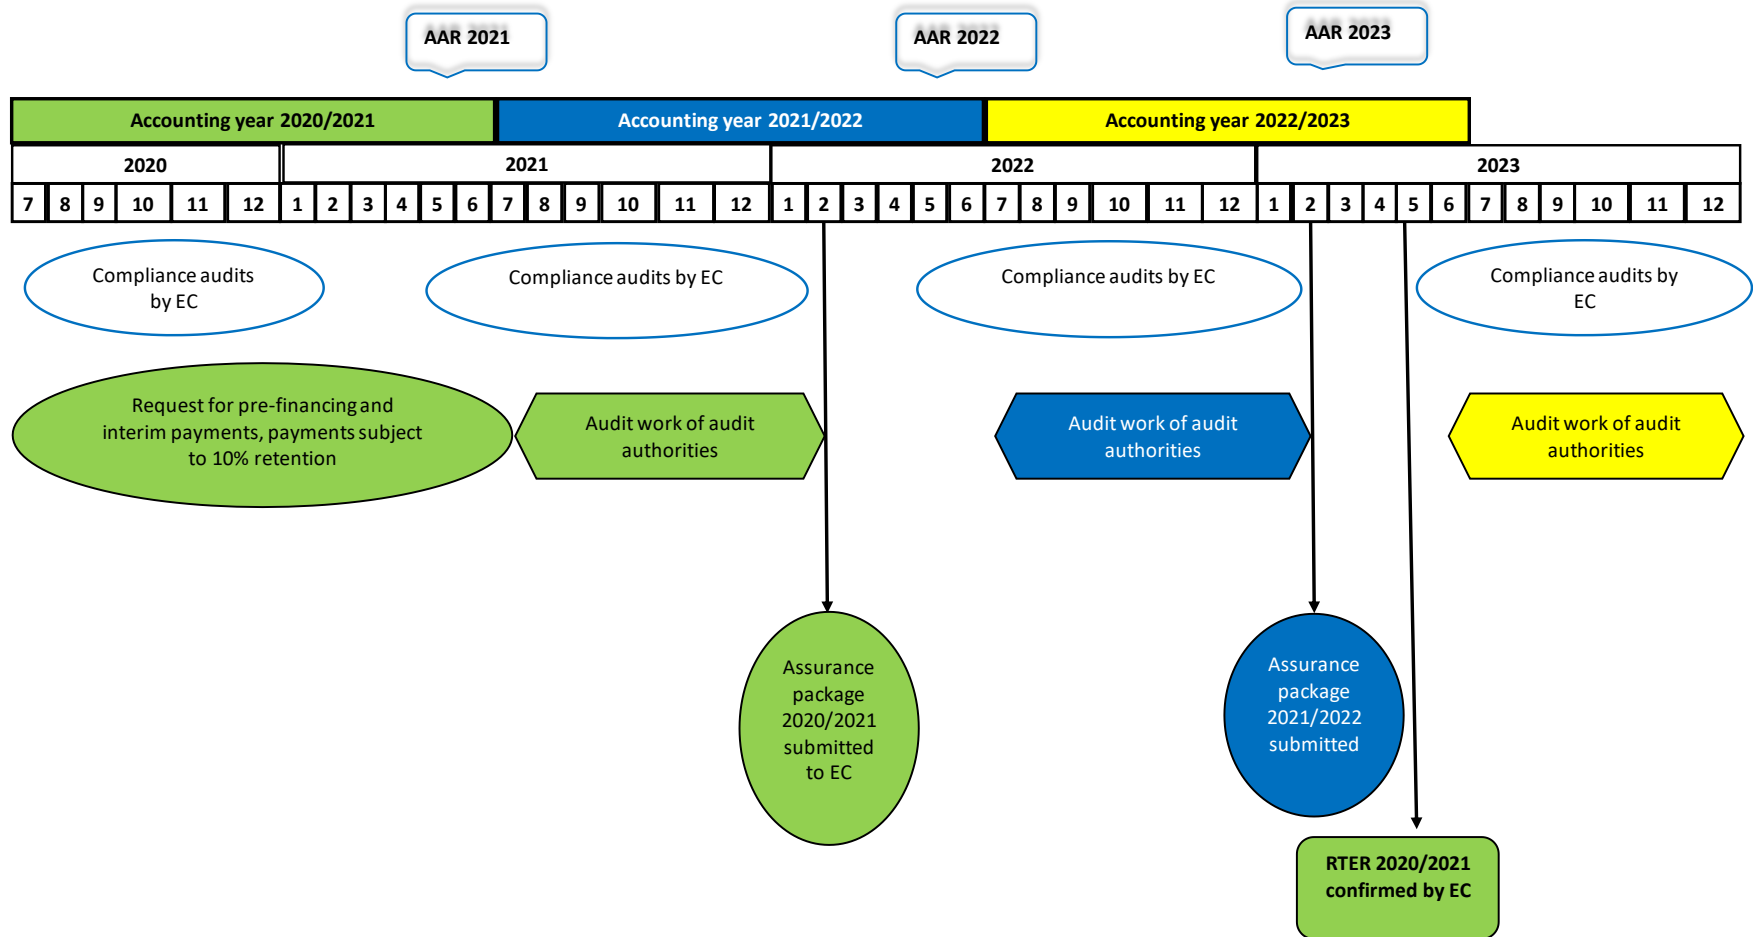 AAR 2021
AAR 2022
AAR 2023
Accounting year 2020/2021
Accounting year 2021/2022
Accounting year 2022/2023
2020
2021
2022
2023
7 8 9 10 11 12 1 2 3 4 5 6 7 8 9 10 11 12 1 2 3 4 5 6 7 8 9 10 11 12 1 2 3 4 5 6 7 8 9 10 11 12
Compliance audits
by EC
Compliance audits by EC
Compliance audits by EC
Compliance audits by
EC
Request for pre-financing and
interim payments, payments subject
to 10% retention
Audit work of audit
authorities
Audit work of audit
authorities
Audit work of audit
authorities
Assurance
package
2020/2021
submitted
to EC
Assurance
package
2021/2022
submitted
RTER 2020/2021
confirmed by EC